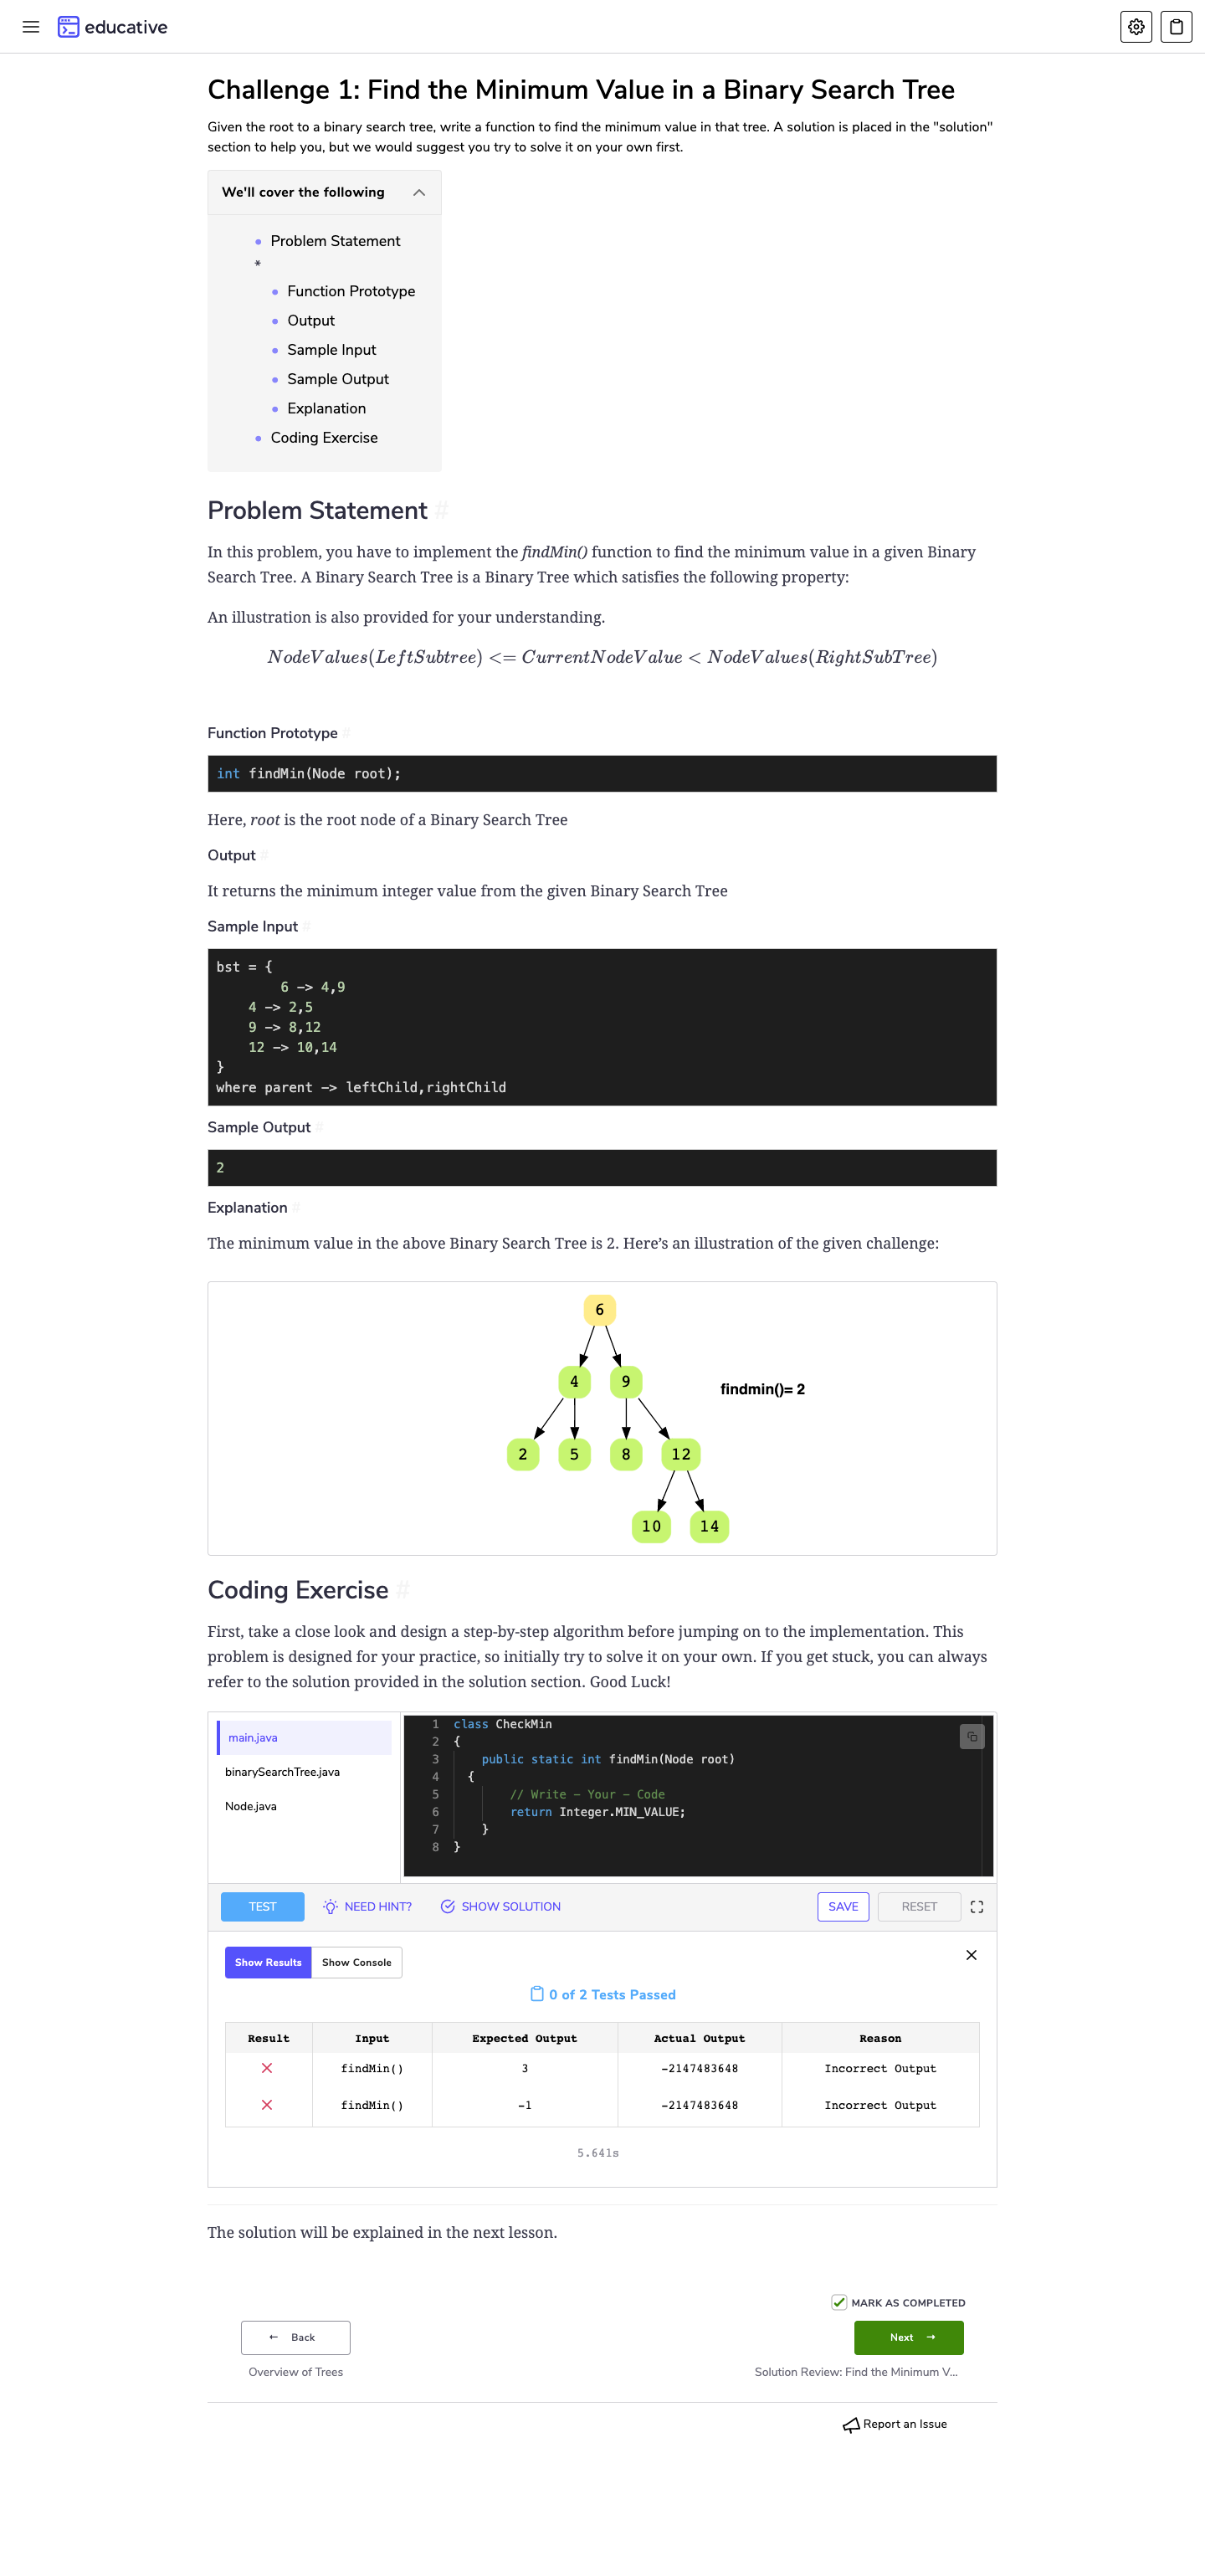 educative
Challenge 1: Find the Minimum Value in a Binary Search Tree
Given the root to a binary search tree, write a function to find the minimum value in that tree. A solution is placed in the "solution"
section to help you, but we would suggest you try to solve it on your own first.
We'll cover the following
Problem Statement
*
Function Prototype
Output
Sample Input
Sample Output
Explanation
Coding Exercise
Problem Statement #
In this problem, you have to implement the findMin() function to find the minimum value in a given Binary
Search Tree. A Binary Search Tree is a Binary Tree which satisfies the following property:
An illustration is also provided for your understanding.
NodeValues(LeftSubtree) <= CurrentNodeValue < NodeValues(RightSubTree)
Function Prototype #
int findMin(Node root);
Here, root is the root node of a Binary Search Tree
Output #
It returns the minimum integer value from the given Binary Search Tree
Sample Input #
bst = {
6 -> 4,9
4 -> 2,5
9 -> 8,12
12 -> 10,14
}
where parent -> leftChild,rightChild
Sample Output #
2
Explanation #
The minimum value in the above Binary Search Tree is 2. Here’s an illustration of the given challenge:
6
4 9 findmin()= 2
2 5 8 12
10 14
Coding Exercise #
First, take a close look and design a step-by-step algorithm before jumping on to the implementation. This
problem is designed for your practice, so initially try to solve it on your own. If you get stuck, you can always
refer to the solution provided in the solution section. Good Luck!
main.java
binarySearchTree.java
Node.java
1 class CheckMin
2 {
3 public static int findMin(Node root)
4 {
5 // Write - Your - Code
6 return Integer.MIN_VALUE;
7 }
8 }
TEST NEED HINT? SHOW SOLUTION SAVE RESET
Show Results Show Console
0 of 2 Tests Passed
Result Input Expected Output Actual Output Reason
findMin() 3 -2147483648 Incorrect Output
findMin() -1 -2147483648 Incorrect Output
5.641s
The solution will be explained in the next lesson.
MARK AS COMPLETED
← Back Next →
Overview of Trees Solution Review: Find the Minimum V...
Report an Issue